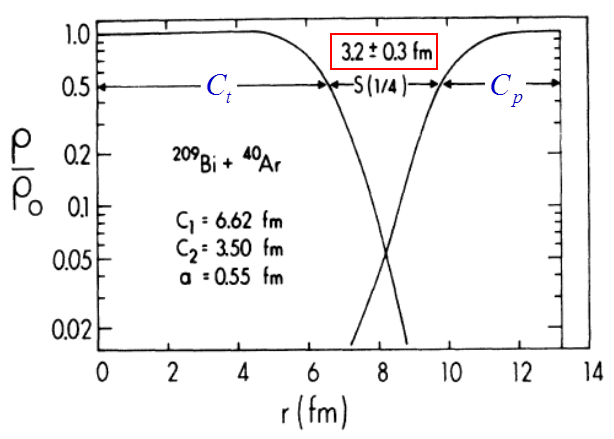 1.0
0.5
0.2
0.1
0.05
0.02
ρ/ρ₀
3.2 ± 0.3 fm
C_t
S(1/4)
C_p
²⁰⁹Bi + ⁴⁰Ar
C₁ = 6.62 fm
C₂ = 3.50 fm
a = 0.55 fm
0 2 4 6 8 10 12 14
r (fm)